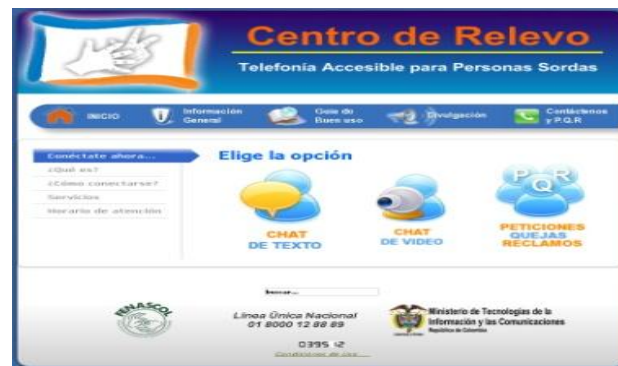 Centro de Relevo
Telefonía Accesible para Personas Sordas
INICIO
Información
General
Guia de
Buen uso
Divulgación
Contáctenos
y P.Q.R
Conéctate ahora...
¿Qué es?
¿Cómo conectarse?
Servicios
Horario de atención
Elige la opción
CHAT
DE TEXTO
CHAT
DE VIDEO
P Q R
PETICIONES
QUEJAS
RECLAMOS
buscar...
FENASCOL
Línea Única Nacional
01 8000 12 88 89
Ministerio de Tecnologías de la
Información y las Comunicaciones
República de Colombia
Condiciones de uso